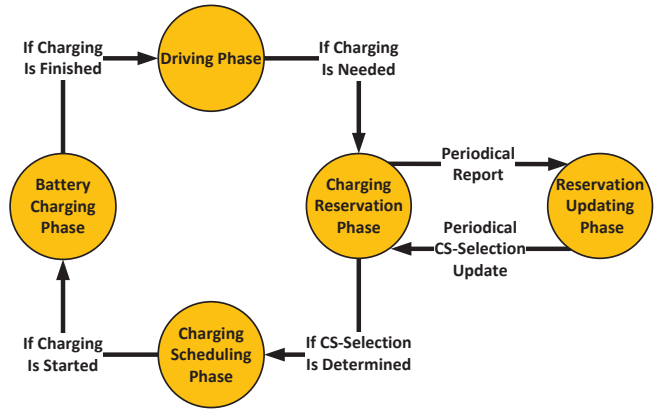 If Charging
Is Finished
Driving Phase
If Charging
Is Needed
Battery
Charging
Phase
Charging
Reservation
Phase
Periodical
Report
Reservation
Updating
Phase
Periodical
CS-Selection
Update
If Charging
Is Started
Charging
Scheduling
Phase
If CS-Selection
Is Determined